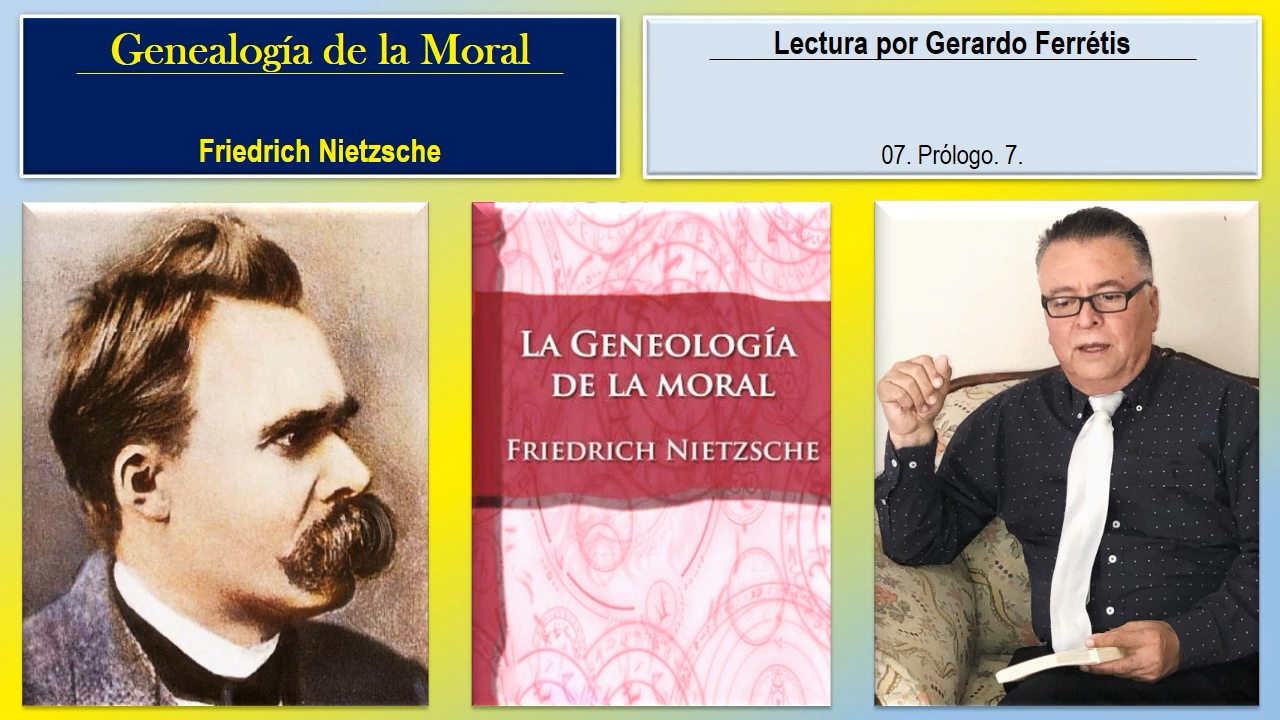 Genealogía de la Moral
Friedrich Nietzsche
Lectura por Gerardo Ferrétis
07. Prólogo. 7.
La Geneología
de la moral
Friedrich Nietzsche